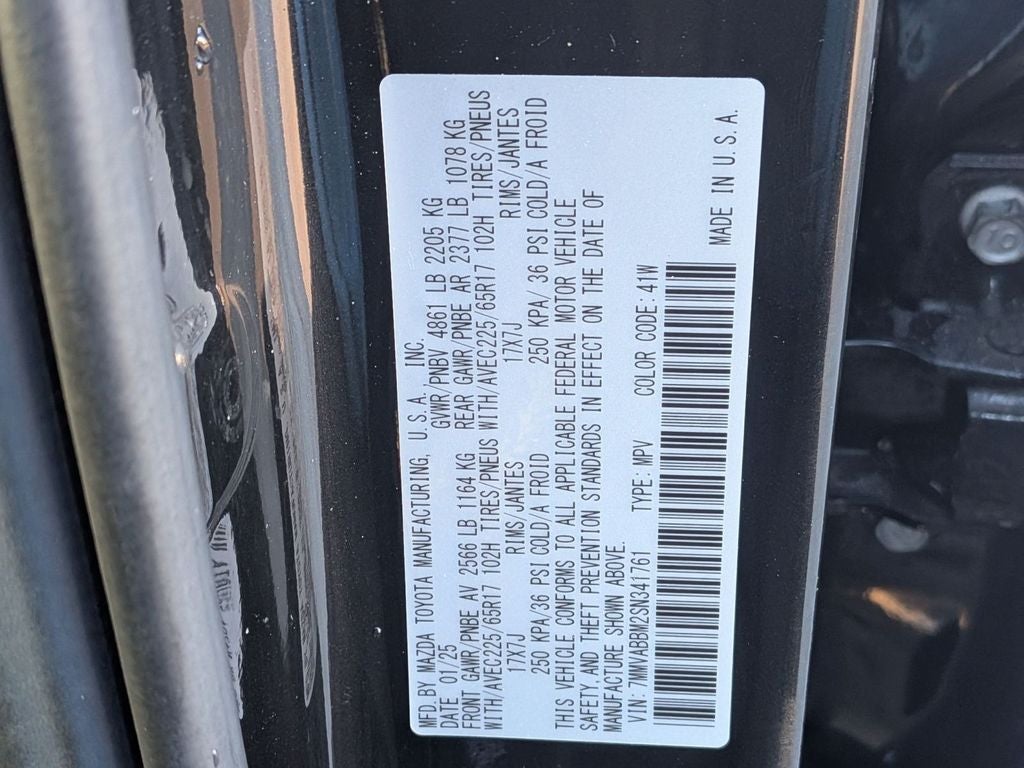 MFD.BY MAZDA TOYOTA MANUFACTURING, U.S.A., INC.
DATE 01/25 GVWR/PNBV 4861 LB 2205 KG
FRONT GAWR/PNBE AV 2566 LB 1164 KG REAR GAWR/PNBE AR 2377 LB 1078 KG
WITH/AVEC225/65R17 102H TIRES/PNEUS WITH/AVEC225/65R17 102H TIRES/PNEUS
17X7J RIMS/JANTES 17X7J RIMS/JANTES
250 KPA/36 PSI COLD/A FROID 250 KPA/ 36 PSI COLD/A FROID
THIS VEHICLE CONFORMS TO ALL APPLICABLE FEDERAL MOTOR VEHICLE
SAFETY AND THEFT PREVENTION STANDARDS IN EFFECT ON THE DATE OF
MANUFACTURE SHOWN ABOVE.
VIN: 7MMVABBM2SN341761 TYPE: MPV COLOR CODE: 41W
MADE IN U.S.A.